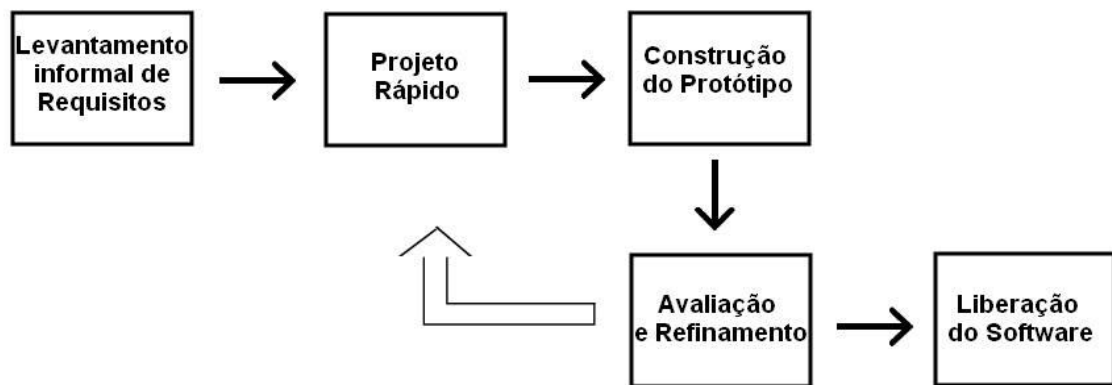 Levantamento
informal de
Requisitos
Projeto
Rápido
Construção
do Protótipo
Avaliação
e Refinamento
Liberação
do Software